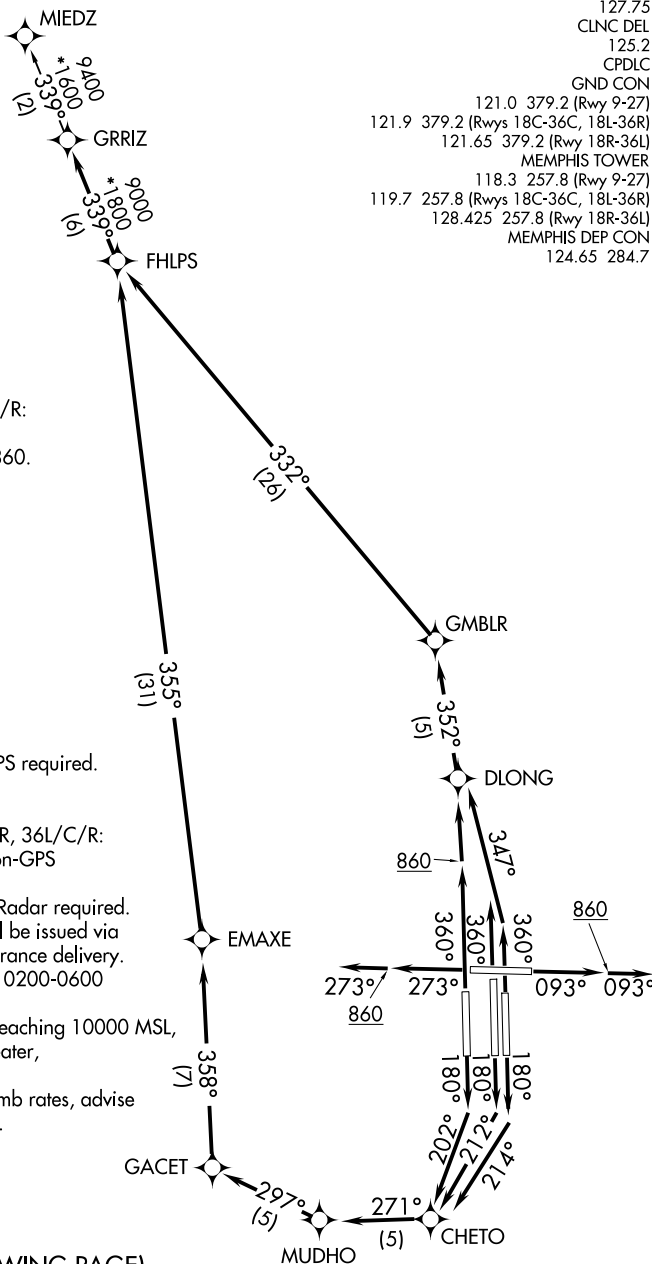 127.75
CLNC DEL
125.2
CPDLC
GND CON
121.0 379.2 (Rwy 9-27)
121.9 379.2 (Rwys 18C-36C, 18L-36R)
121.65 379.2 (Rwy 18R-36L)
MEMPHIS TOWER
118.3 257.8 (Rwy 9-27)
119.7 257.8 (Rwys 18C-36C, 18L-36R)
128.425 257.8 (Rwy 18R-36L)
MEMPHIS DEP CON
124.65 284.7
MIEDZ
9400
*1600
339°
(2)
GRRIZ
9000
*1800
339°
(6)
FHLPS
/R:
860.
332°
(26)
GMBLR
355°
(31)
352°
(5)
PS required.
DLONG
R, 36L/C/R:
on-GPS
347°
860
Radar required.
l be issued via
arance delivery.
0200-0600
EMAXE
360°
360°
360°
860
273°
273°
093°
093°
860
eaching 10000 MSL,
eater,
mb rates, advise
.
358°
(7)
180°
180°
180°
202°
212°
214°
GACET
297°
(5)
271°
(5)
CHETO
MUDHO
WING PAGE)